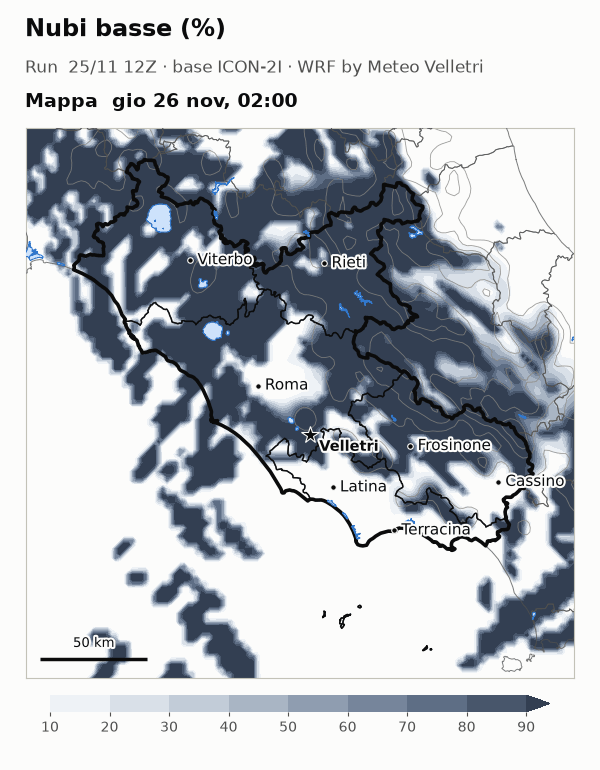 Nubi basse (%)
Run  25/11 12Z · base ICON-2I · WRF by Meteo Velletri
Mappa  gio 26 nov, 02:00
Viterbo
Rieti
Roma
Velletri
Frosinone
Latina
Cassino
Terracina
50 km
10 20 30 40 50 60 70 80 90